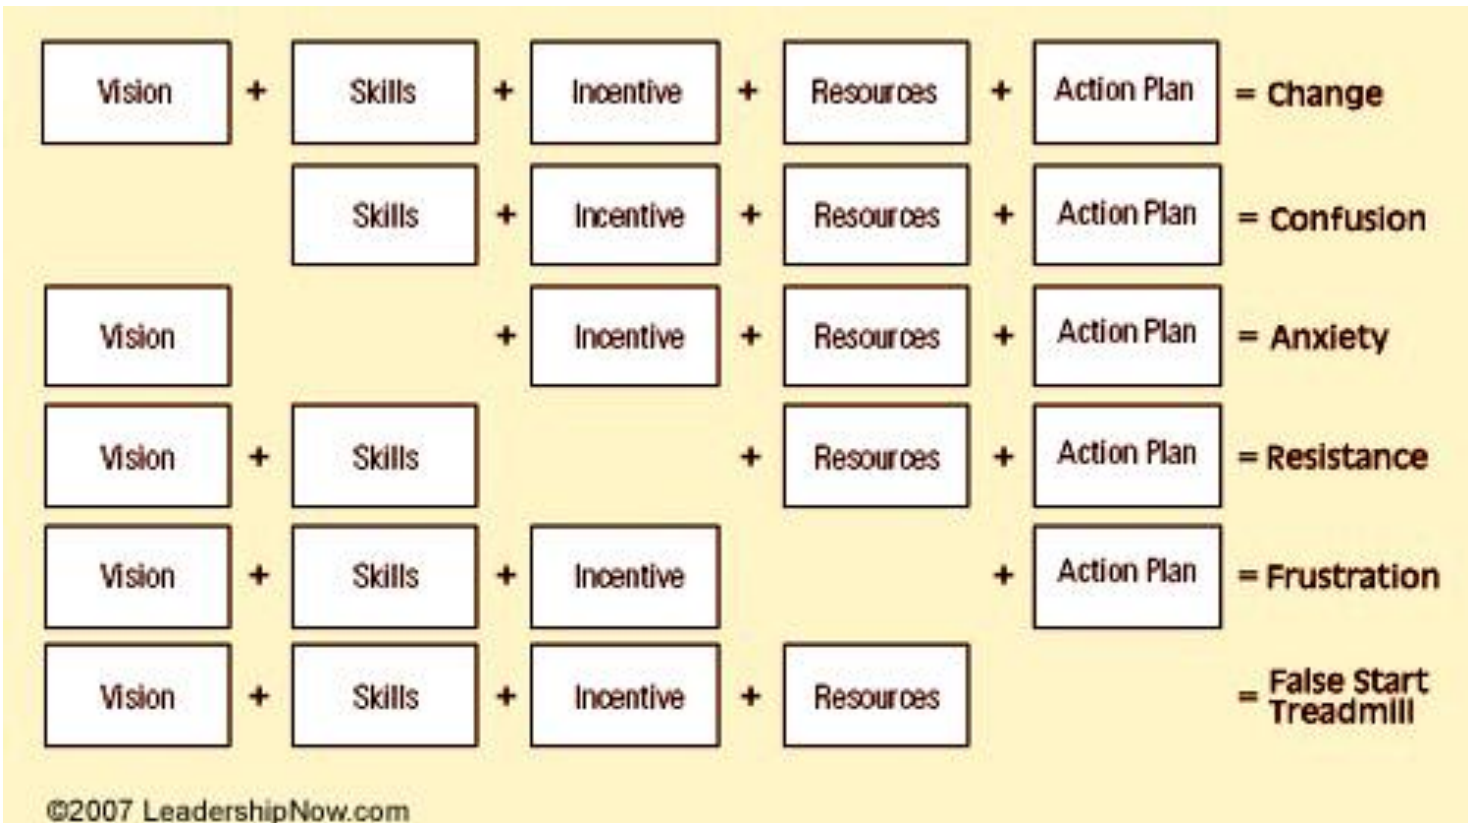 Vision + Skills + Incentive + Resources + Action Plan = Change
Skills + Incentive + Resources + Action Plan = Confusion
Vision + Incentive + Resources + Action Plan = Anxiety
Vision + Skills + Resources + Action Plan = Resistance
Vision + Skills + Incentive + Action Plan = Frustration
Vision + Skills + Incentive + Resources = False Start
Treadmill
©2007 LeadershipNow.com